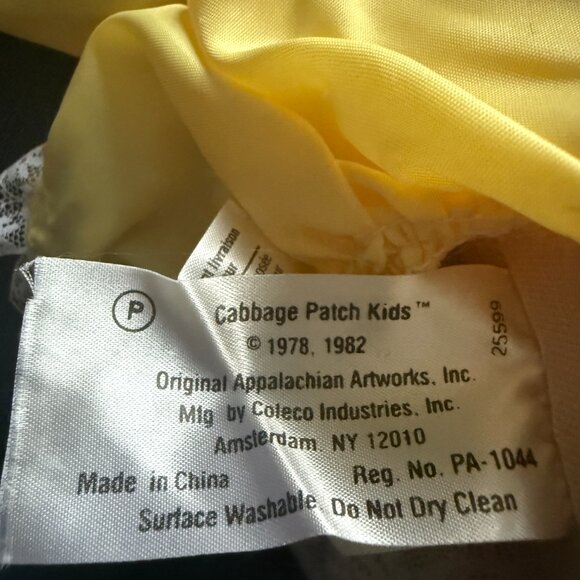 livraison
P
Cabbage Patch Kids™
25599
© 1978, 1982
Original Appalachian Artworks, Inc.
Mfg by Coleco Industries, Inc.
Amsterdam, NY 12010
Reg. No. PA-1044
Made in China
Surface Washable, Do Not Dry Clean